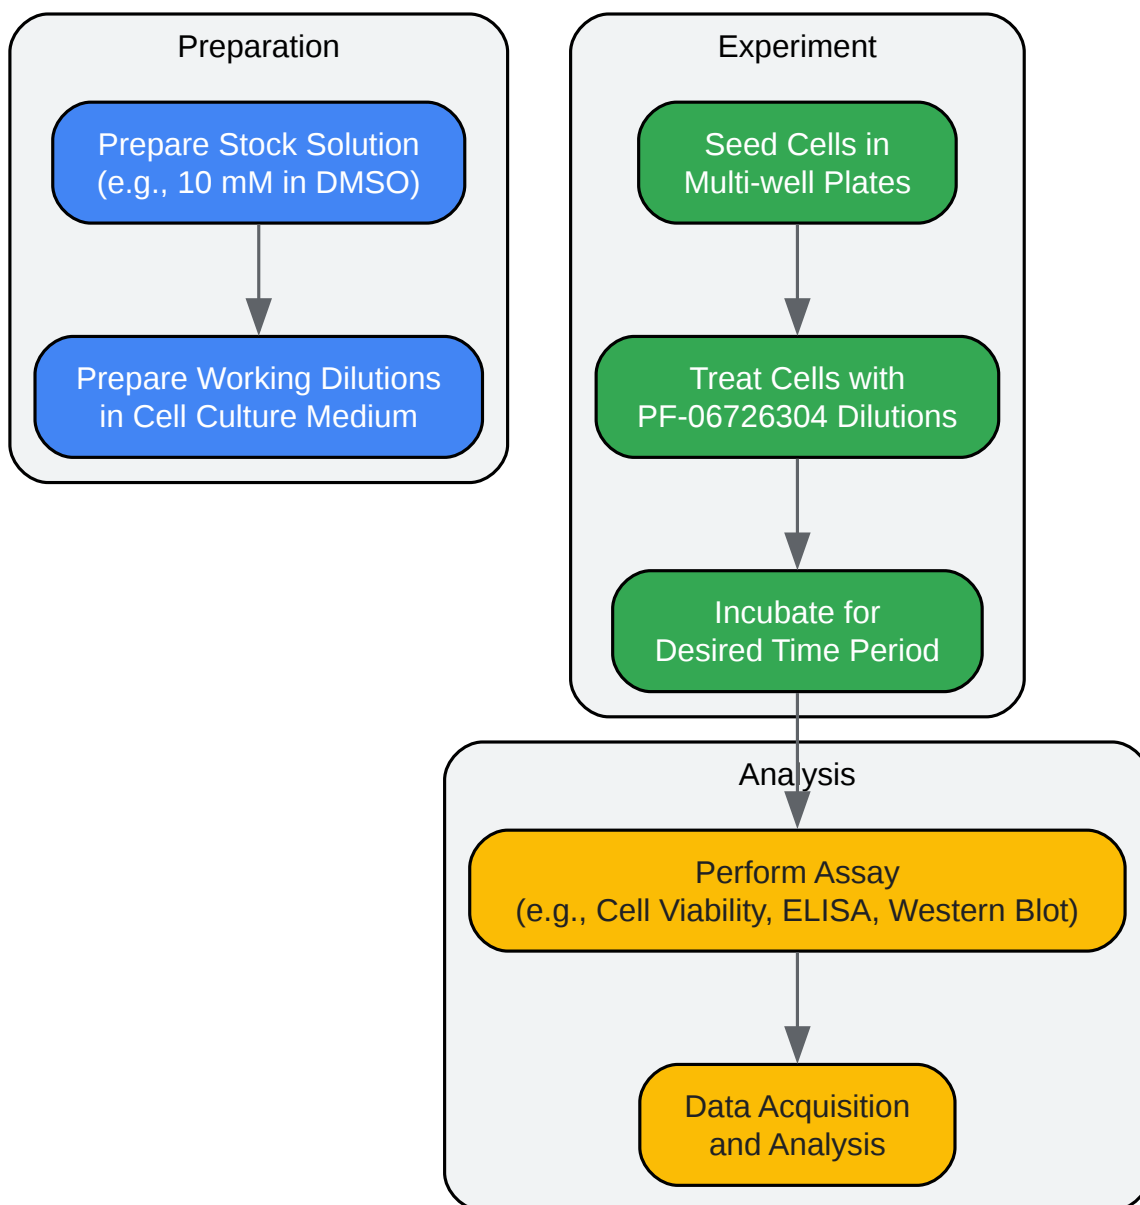 Preparation
Prepare Stock Solution
(e.g., 10 mM in DMSO)
Prepare Working Dilutions
in Cell Culture Medium
Experiment
Seed Cells in
Multi-well Plates
Treat Cells with
PF-06726304 Dilutions
Incubate for
Desired Time Period
Analysis
Perform Assay
(e.g., Cell Viability, ELISA, Western Blot)
Data Acquisition
and Analysis